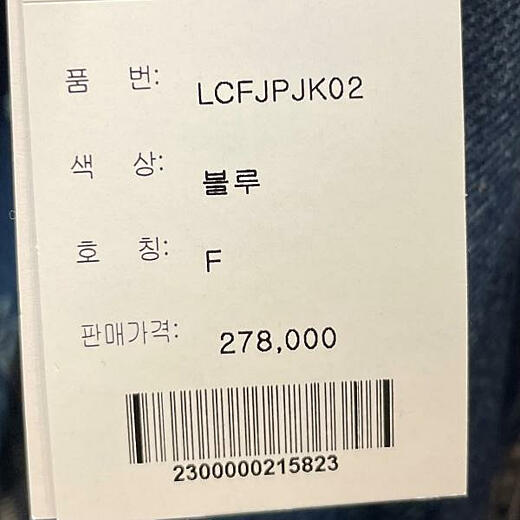 품 번: LCFJPJK02
색 상: 블루
호 칭: F
판매가격: 278,000
2300000215823